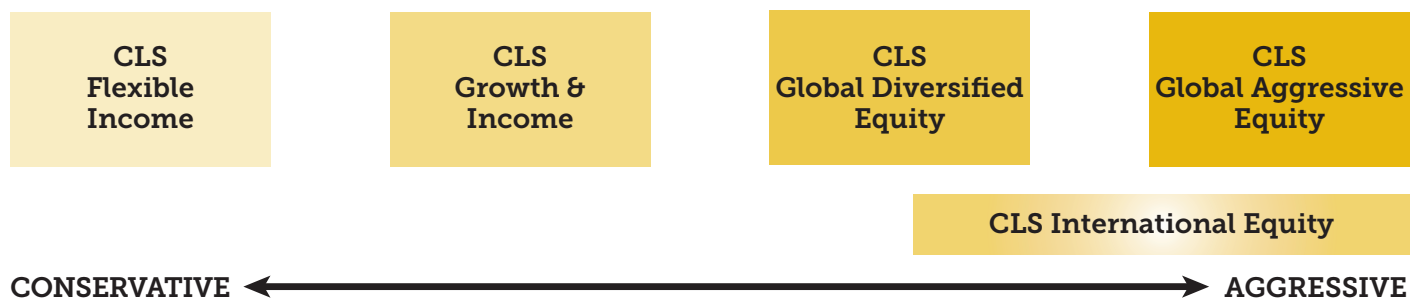 CLS
Flexible
Income
CLS
Growth &
Income
CLS
Global Diversified
Equity
CLS
Global Aggressive
Equity
CLS International Equity
CONSERVATIVE
AGGRESSIVE